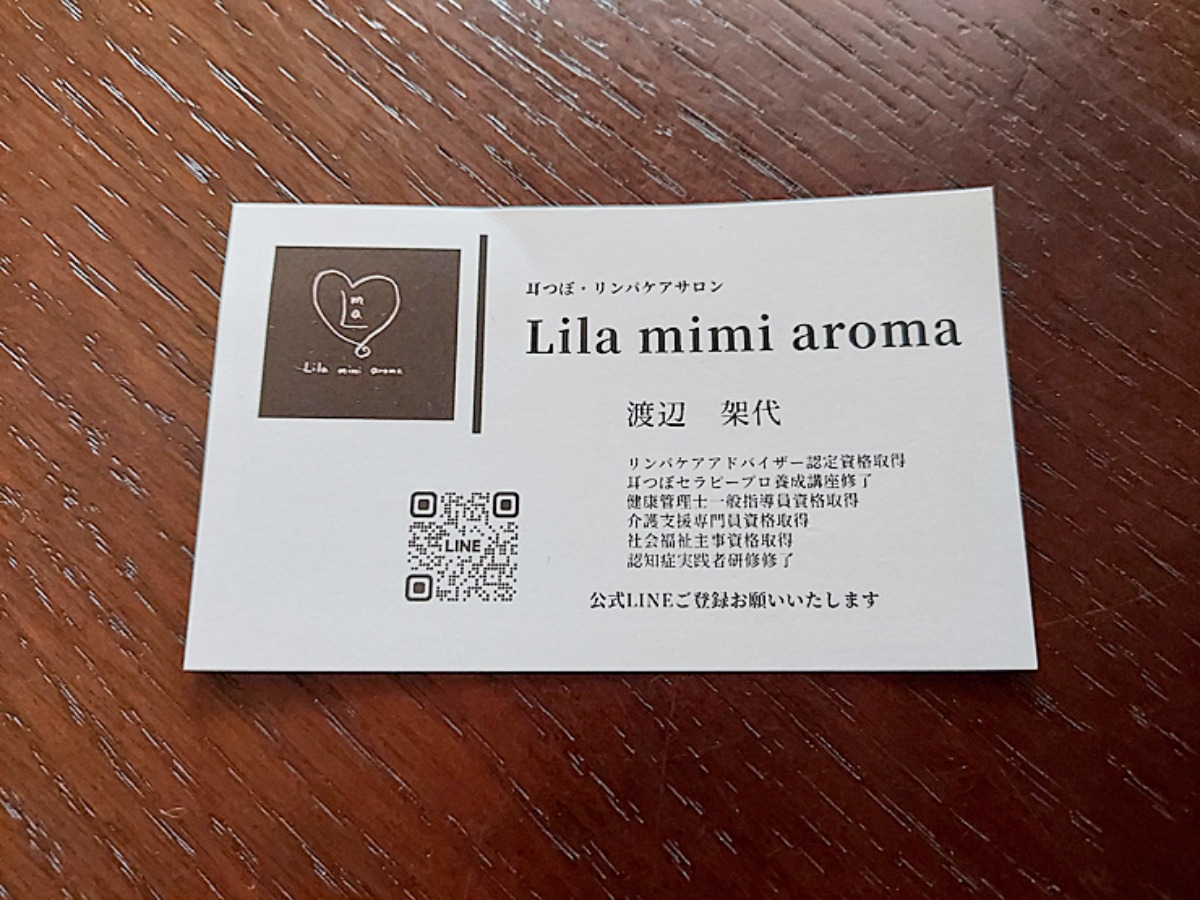 L
m
a
Lila mimi aroma
耳つぼ・リンパケアサロン
Lila mimi aroma
渡辺　架代
リンパケアアドバイザー認定資格取得
耳つぼセラピープロ養成講座修了
健康管理士一般指導員資格取得
介護支援専門員資格取得
社会福祉主事資格取得
認知症実践者研修修了
LINE
公式LINEご登録お願いいたします